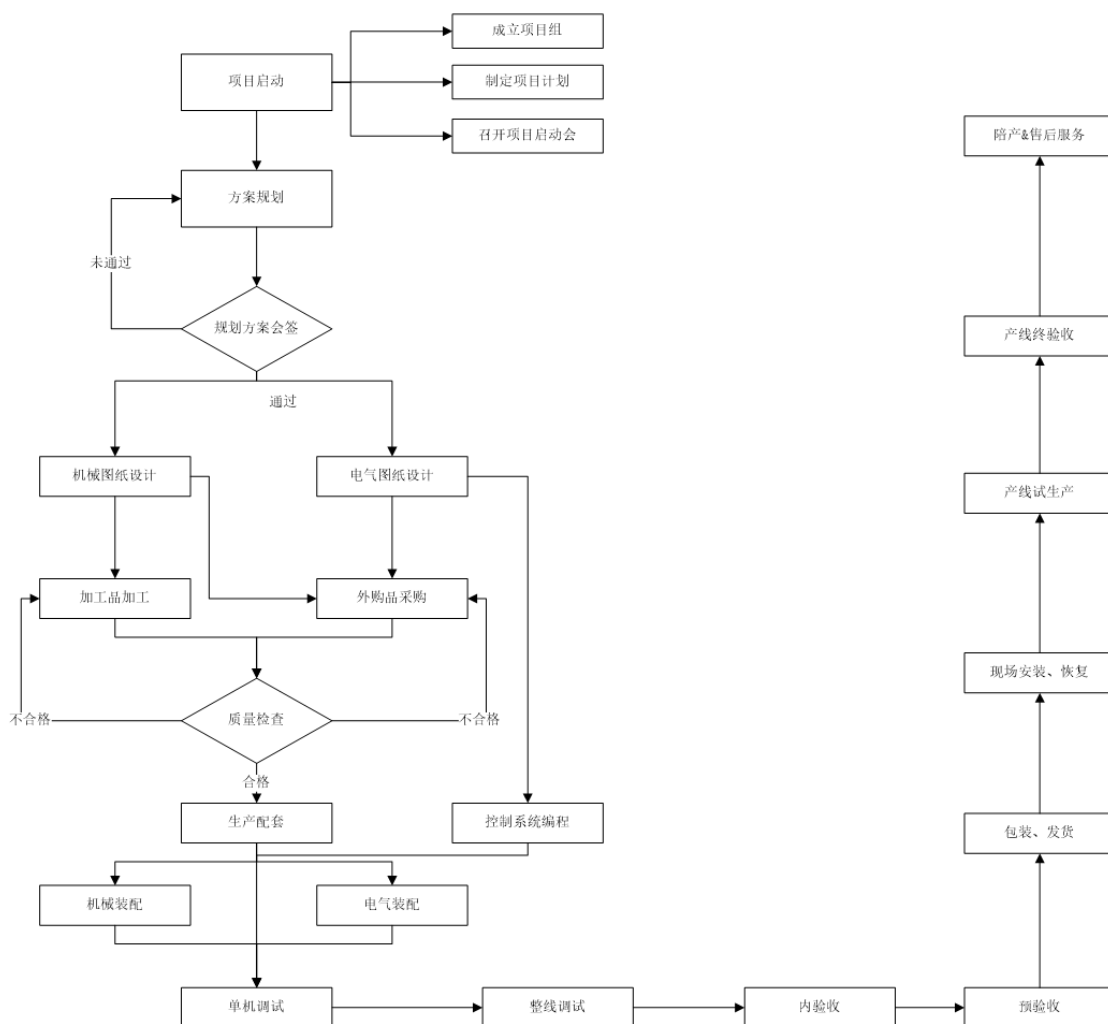 成立项目组
项目启动
制定项目计划
召开项目启动会
陪产&售后服务
方案规划
未通过
规划方案会签
产线终验收
通过
机械图纸设计
电气图纸设计
产线试生产
加工品加工
外购品采购
现场安装、恢复
不合格
质量检查
不合格
合格
生产配套
控制系统编程
包装、发货
机械装配
电气装配
单机调试
整线调试
内验收
预验收